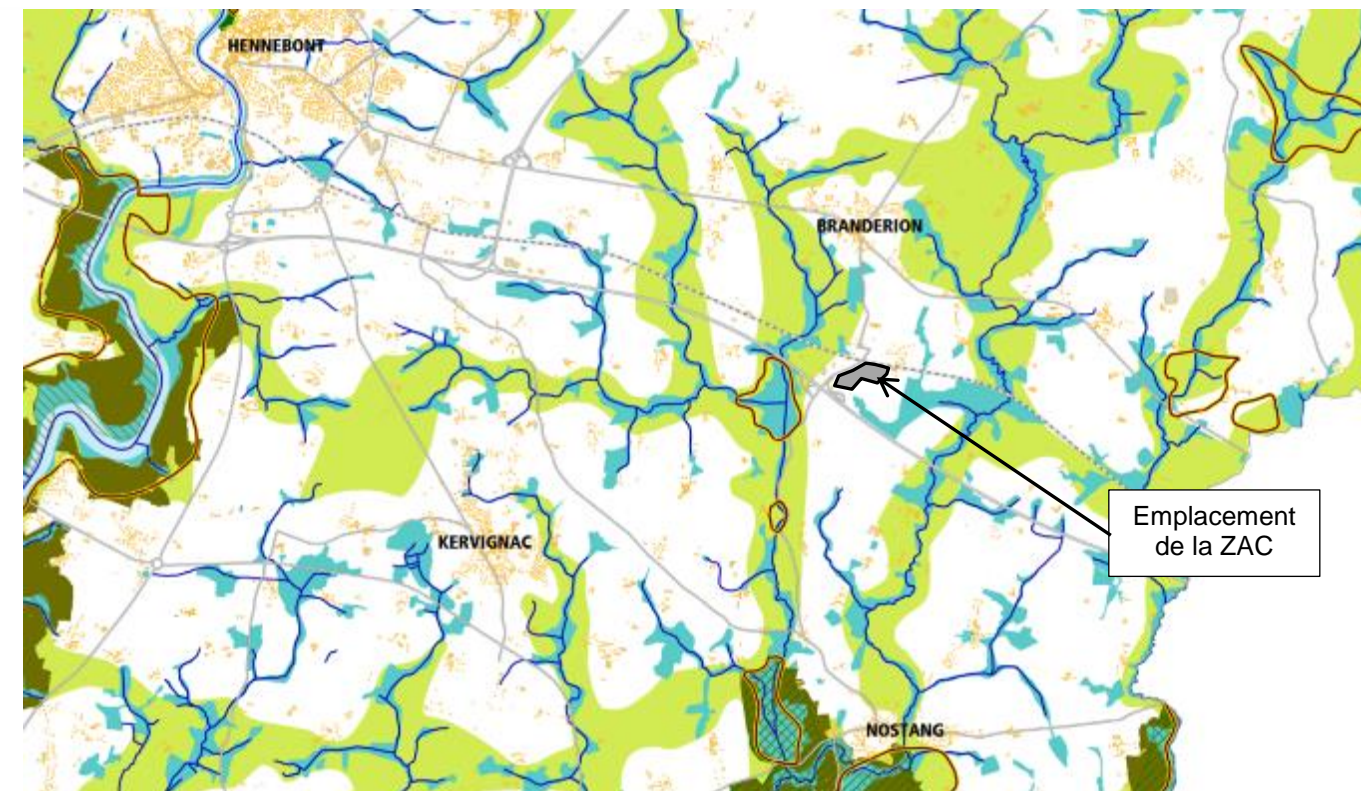 HENNEBONT
BRANDERION
Emplacement
de la ZAC
KERVIGNAC
NOSTANG